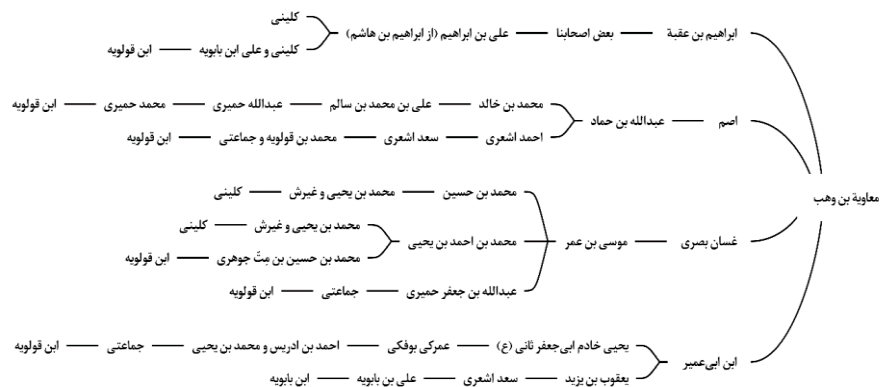 کلینی
ابراهیم بن عقبة — بعض اصحابنا — علی بن ابراهیم (از ابراهیم بن هاشم)
کلینی و علی ابن بابویه — ابن قولویه
محمد بن خالد — علی بن محمد بن سالم — عبدالله حمیری — محمد حمیری — ابن قولویه
اصم — عبدالله بن حماد
احمد اشعری — سعد اشعری — محمد بن قولویه و جماعتی — ابن قولویه
معاویة بن وهب
محمد بن حسین — محمد بن یحیی و غیرش — کلینی
محمد بن یحیی و غیرش — کلینی
غسان بصری — موسی بن عمر — محمد بن احمد بن یحیی
محمد بن حسین بن متّ جوهری — ابن قولویه
عبدالله بن جعفر حمیری — جماعتی — ابن قولویه
یحیی خادم ابی‌جعفر ثانی (ع) — عمرکی بوفکی — احمد بن ادریس و محمد بن یحیی — جماعتی — ابن قولویه
ابن ابی‌عمیر
یعقوب بن یزید — سعد اشعری — علی بن بابویه — ابن بابویه